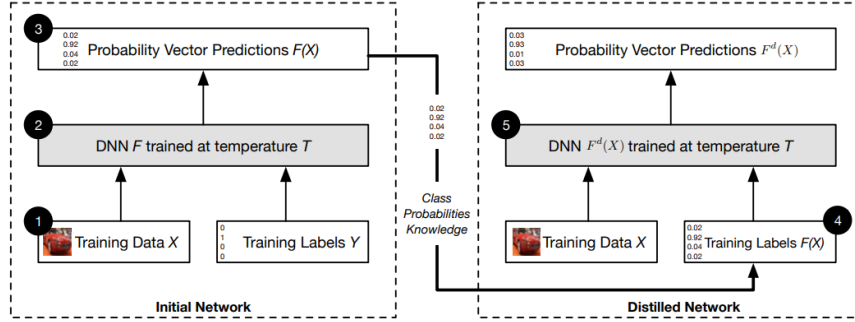 3
0.02
0.92
0.04
0.02
Probability Vector Predictions F(X)
2
DNN F trained at temperature T
1
Training Data X
0
1
0
0
Training Labels Y
Initial Network
0.02
0.92
0.04
0.02
Class
Probabilities
Knowledge
0.03
0.93
0.01
0.03
Probability Vector Predictions F^d(X)
5
DNN F^d(X) trained at temperature T
Training Data X
4
0.02
0.92
0.04
0.02
Training Labels F(X)
Distilled Network